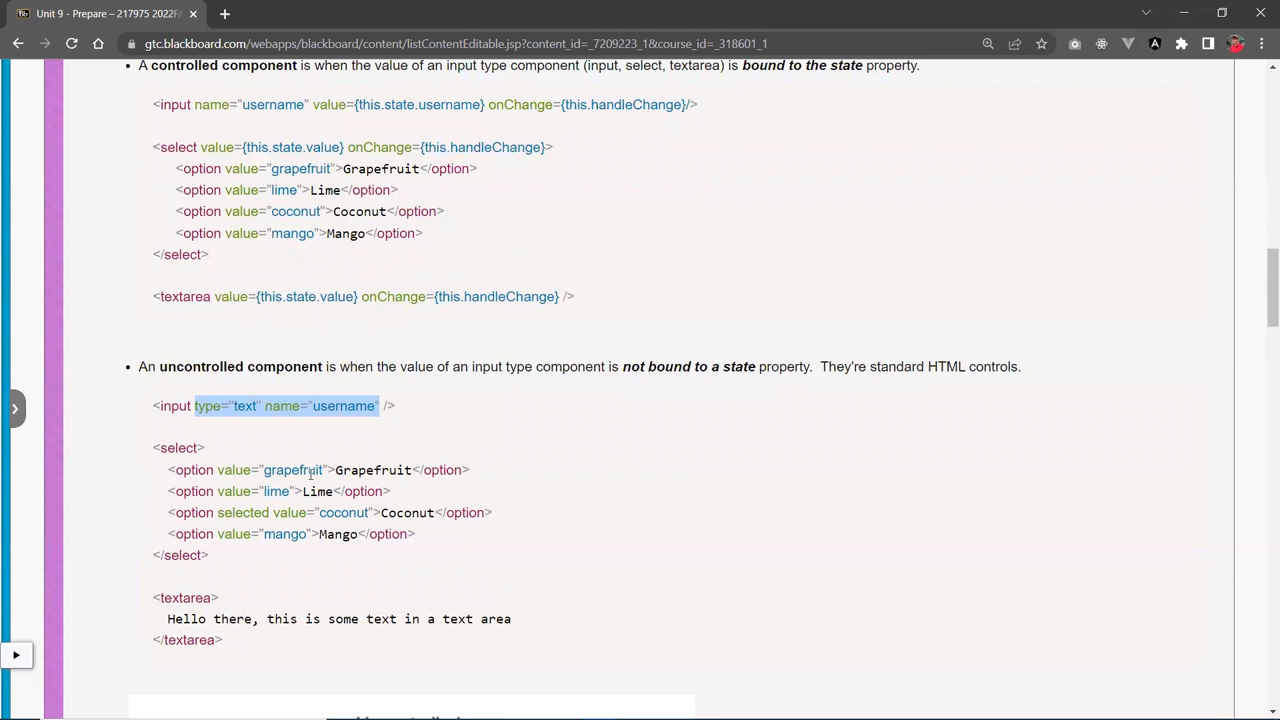 Unit 9 - Prepare – 217975 2022FA
gtc.blackboard.com/webapps/blackboard/content/listContentEditable.jsp?content_id=_7209223_1&course_id=_318601_1
• A controlled component is when the value of an input type component (input, select, textarea) is bound to the state property.
<input name="username" value={this.state.username} onChange={this.handleChange}/>
<select value={this.state.value} onChange={this.handleChange}>
<option value="grapefruit">Grapefruit</option>
<option value="lime">Lime</option>
<option value="coconut">Coconut</option>
<option value="mango">Mango</option>
</select>
<textarea value={this.state.value} onChange={this.handleChange} />
• An uncontrolled component is when the value of an input type component is not bound to a state property.  They're standard HTML controls.
<input type="text" name="username" />
<select>
<option value="grapefruit">Grapefruit</option>
<option value="lime">Lime</option>
<option selected value="coconut">Coconut</option>
<option value="mango">Mango</option>
</select>
<textarea>
Hello there, this is some text in a text area
</textarea>